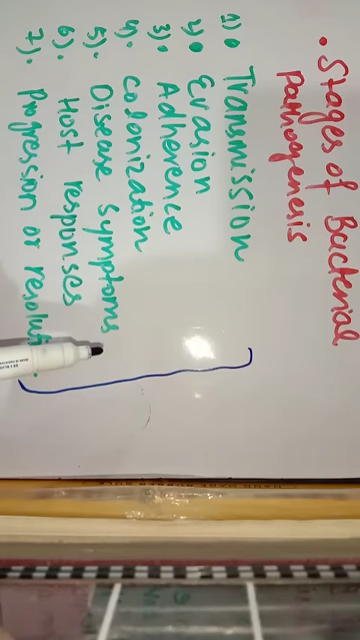 • Stages of Bacterial
Pathogenesis
1)• Transmission
2)• Evasion
3)• Adherence
4)• Colonization
5)• Disease Symptoms
6)• Host responses
7)• Progression or